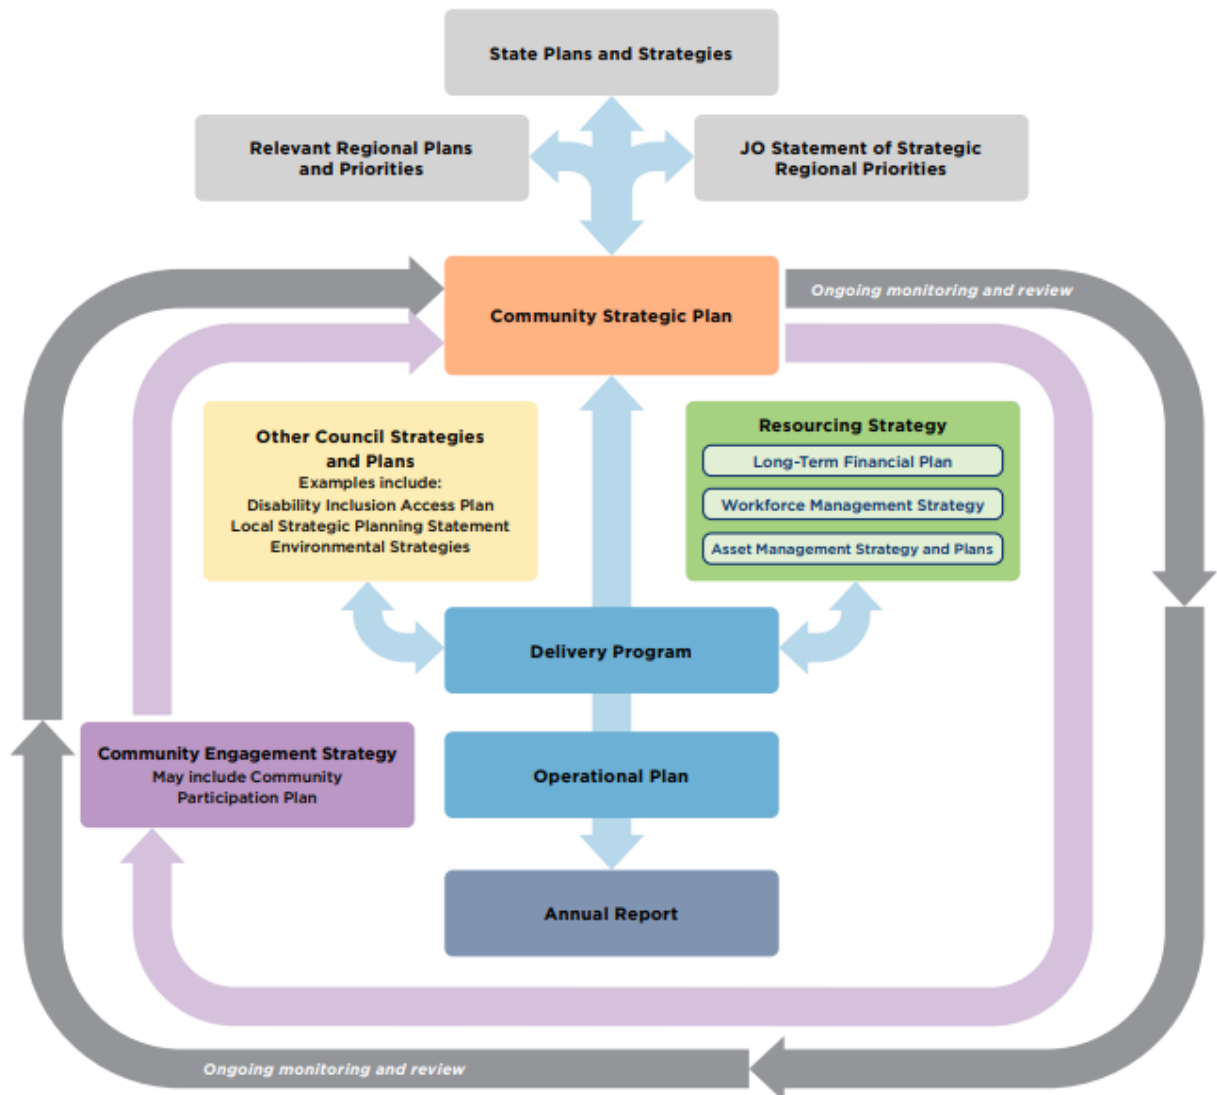 State Plans and Strategies
Relevant Regional Plans
and Priorities
JO Statement of Strategic
Regional Priorities
Community Strategic Plan
Ongoing monitoring and review
Other Council Strategies
and Plans
Examples include:
Disability Inclusion Access Plan
Local Strategic Planning Statement
Environmental Strategies
Resourcing Strategy
Long-Term Financial Plan
Workforce Management Strategy
Asset Management Strategy and Plans
Delivery Program
Community Engagement Strategy
May include Community
Participation Plan
Operational Plan
Annual Report
Ongoing monitoring and review